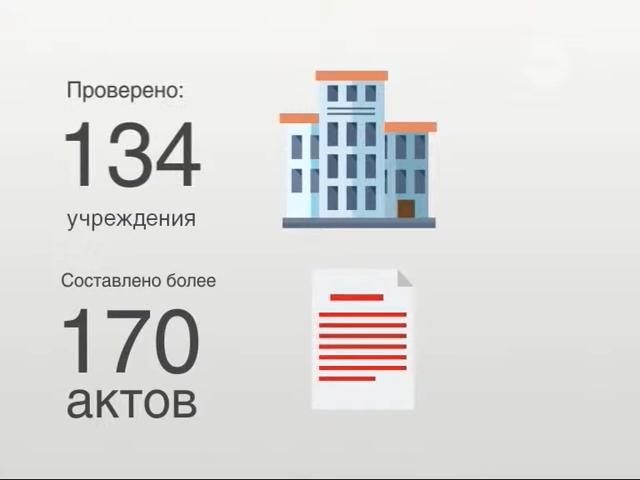 Проверено:
134
учреждения
Составлено более
170
актов